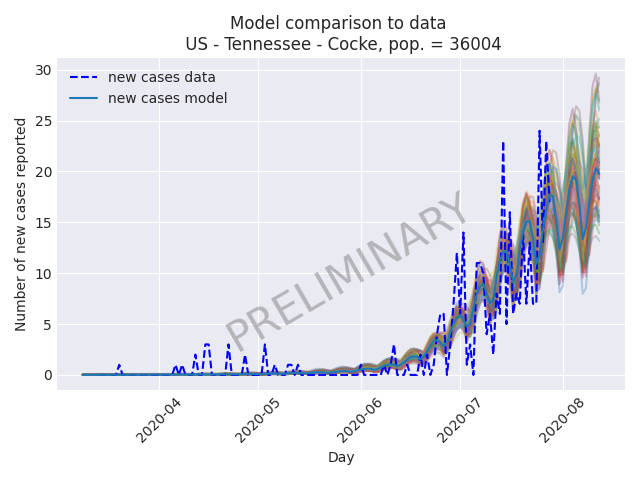 Model comparison to data
US - Tennessee - Cocke, pop. = 36004
30
25
20
15
10
5
0
Number of new cases reported
new cases data
new cases model
PRELIMINARY
2020-04
2020-05
2020-06
2020-07
2020-08
Day